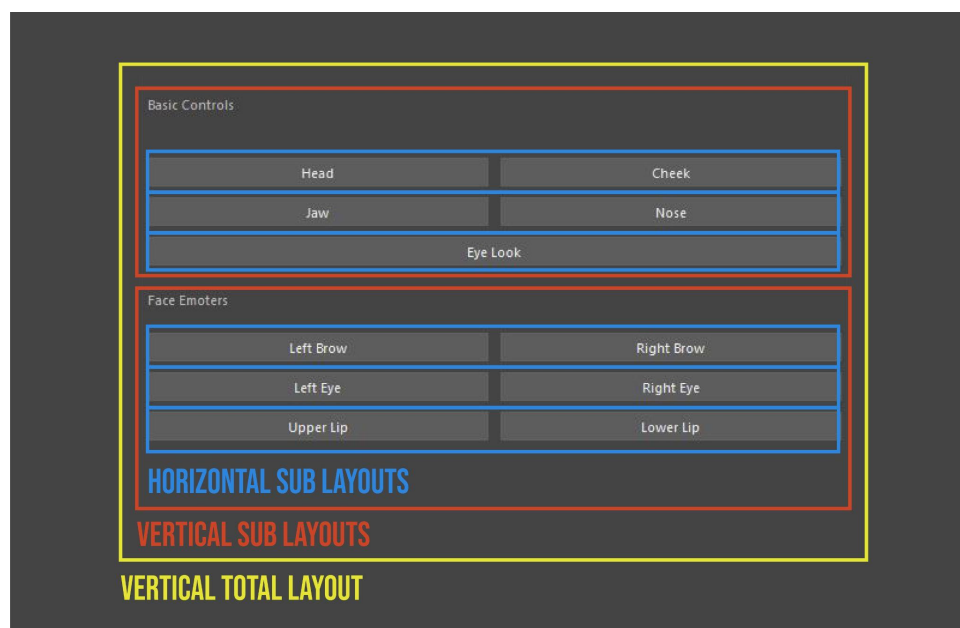 Basic Controls
Head Cheek
Jaw Nose
Eye Look
Face Emoters
Left Brow Right Brow
Left Eye Right Eye
Upper Lip Lower Lip
HORIZONTAL SUB LAYOUTS
VERTICAL SUB LAYOUTS
VERTICAL TOTAL LAYOUT